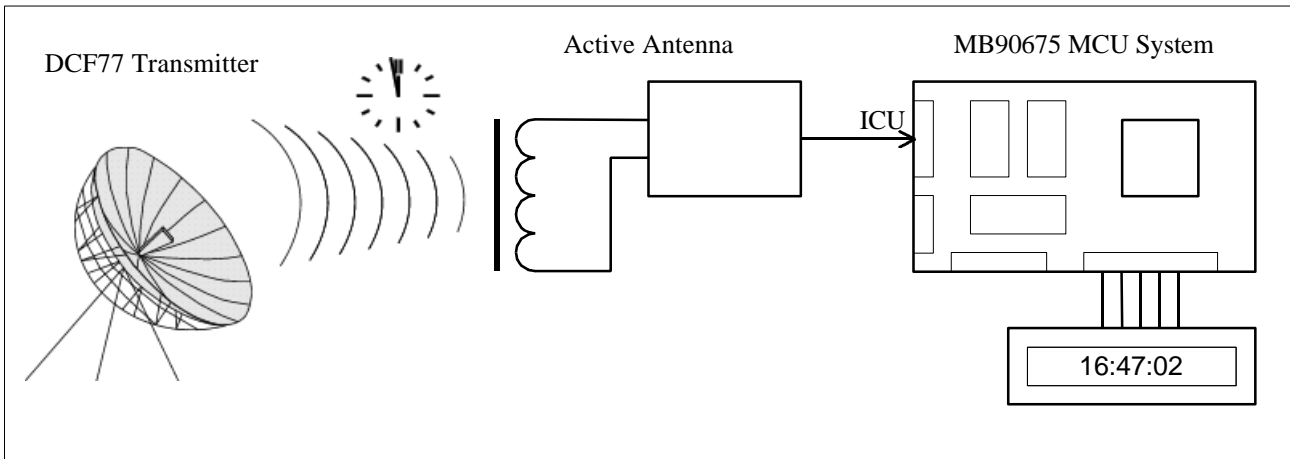 DCF77 Transmitter
Active Antenna
MB90675 MCU System
ICU
16:47:02